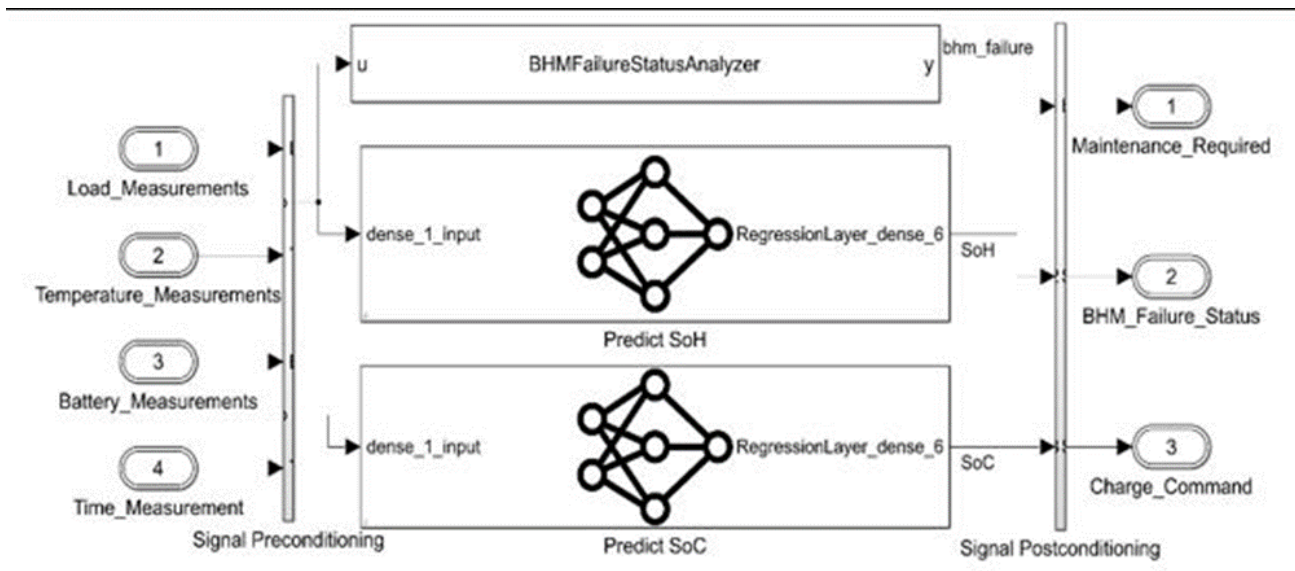 1
Load_Measurements
2
Temperature_Measurements
3
Battery_Measurements
4
Time_Measurement
Signal Preconditioning
u
BHMFailureStatusAnalyzer
y
bhm_failure
dense_1_input
RegressionLayer_dense_6
SoH
Predict SoH
dense_1_input
RegressionLayer_dense_6
SoC
Predict SoC
Signal Postconditioning
1
Maintenance_Required
2
BHM_Failure_Status
3
Charge_Command